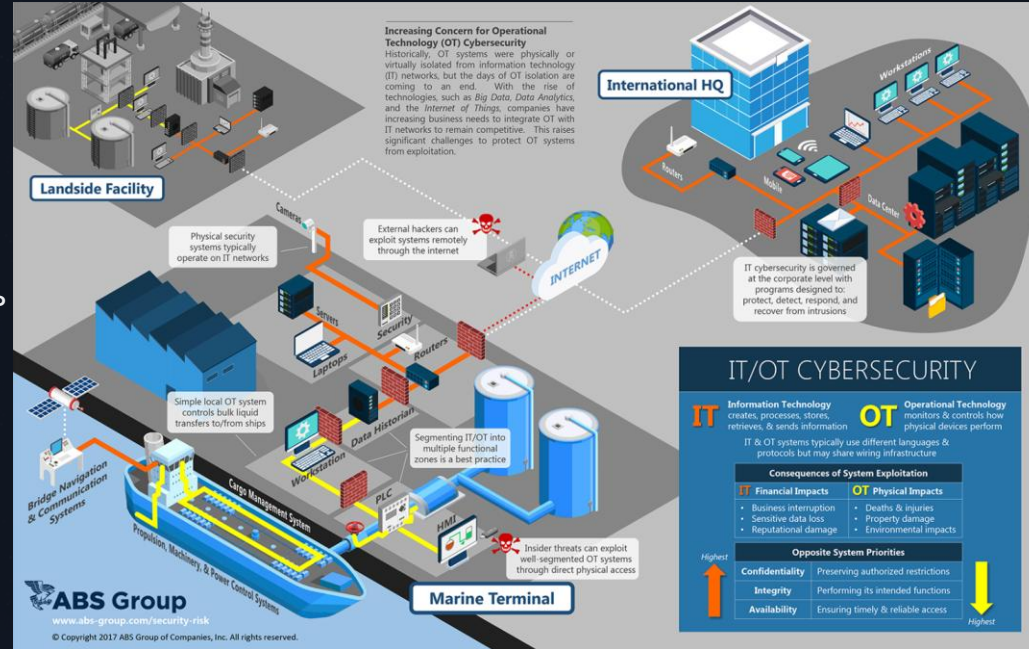 Increasing Concern for Operational
Technology (OT) Cybersecurity
Historically, OT systems were physically or
virtually isolated from information technology
(IT) networks, but the days of OT isolation are
coming to an end. With the rise of
technologies, such as Big Data, Data Analytics,
and the Internet of Things, companies have
increasing business needs to integrate OT with
IT networks to remain competitive. This raises
significant challenges to protect OT systems
from exploitation.
International HQ
Workstations
Routers
Mobile
Data Center
IT cybersecurity is governed
at the corporate level with
programs designed to:
protect, detect, respond, and
recover from intrusions
Landside Facility
Cameras
Physical security
systems typically
operate on IT networks
External hackers can
exploit systems remotely
through the internet
INTERNET
Servers
Security
Laptops
Routers
Simple local OT system
controls bulk liquid
transfers to/from ships
Data Historian
Segmenting IT/OT into
multiple functional
zones is a best practice
Workstation
PLC
HMI
Bridge Navigation
& Communication
Systems
Cargo Management System
Propulsion, Machinery, & Power Control Systems
Insider threats can exploit
well-segmented OT systems
through direct physical access
Marine Terminal
ABS Group
www.abs-group.com/security-risk
© Copyright 2017 ABS Group of Companies, Inc. All rights reserved.
IT/OT CYBERSECURITY
IT
Information Technology
creates, processes, stores,
retrieves, & sends information
OT
Operational Technology
monitors & controls how
physical devices perform
IT & OT systems typically use different languages &
protocols but may share wiring infrastructure
Consequences of System Exploitation
IT Financial Impacts
• Business interruption
• Sensitive data loss
• Reputational damage
OT Physical Impacts
• Deaths & injuries
• Property damage
• Environmental impacts
Highest
Opposite System Priorities
Confidentiality Preserving authorized restrictions
Integrity Performing its intended functions
Availability Ensuring timely & reliable access
Highest